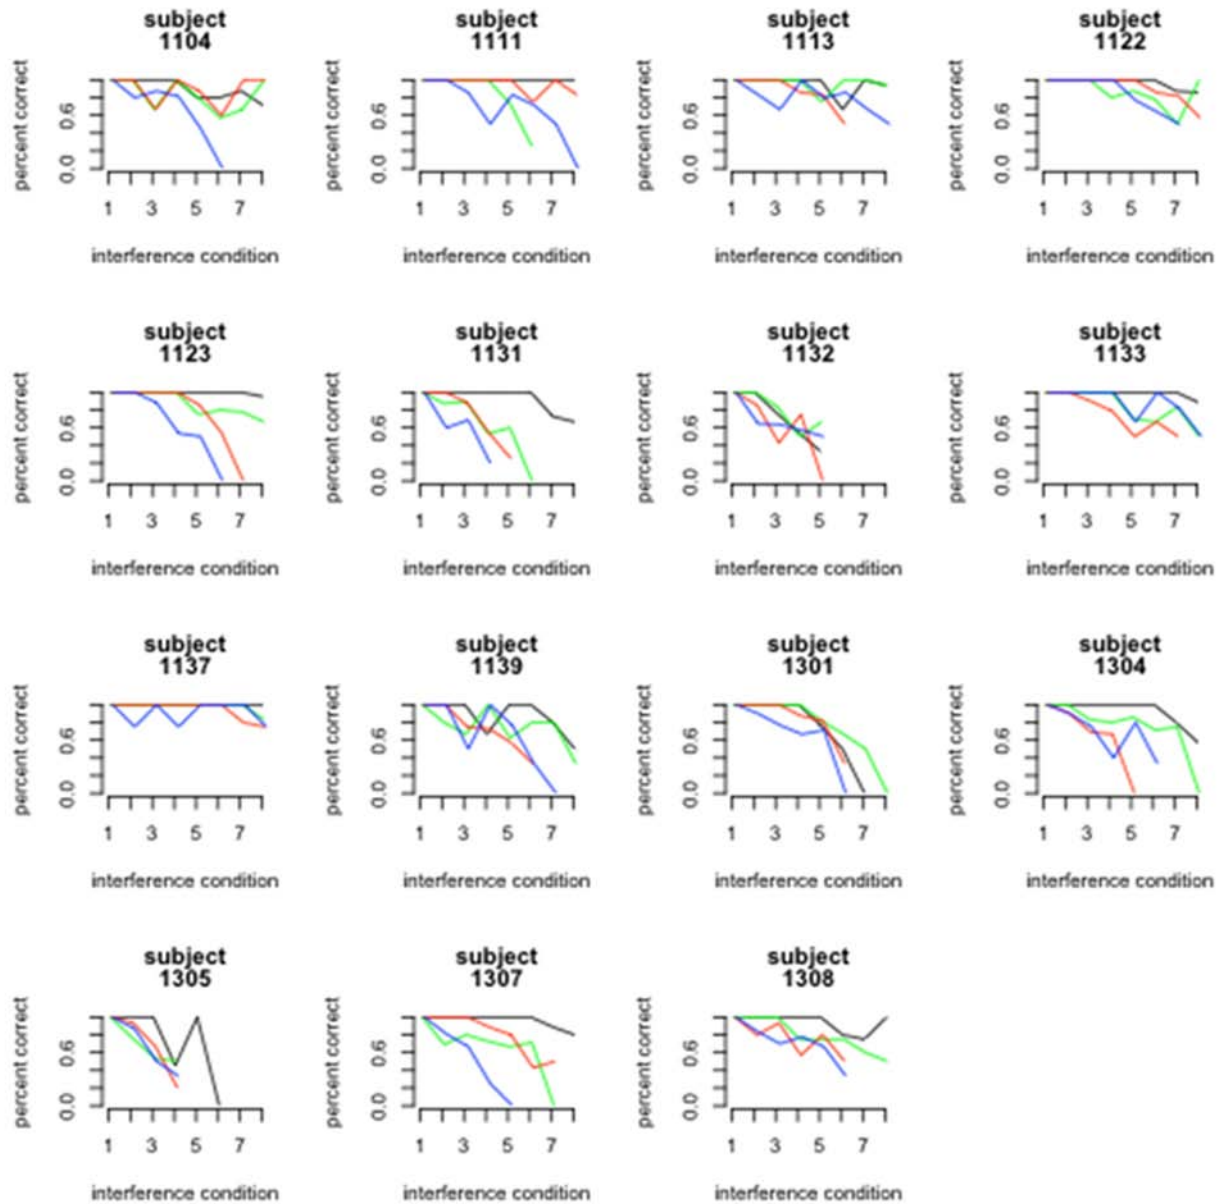 subject subject subject subject
1104 1111 1113 1122
percent correct percent correct percent correct percent correct
0.6 0.6 0.6 0.6
0.0 0.0 0.0 0.0
1 3 5 7 1 3 5 7 1 3 5 7 1 3 5 7
interference condition interference condition interference condition interference condition
subject subject subject subject
1123 1131 1132 1133
percent correct percent correct percent correct percent correct
0.6 0.6 0.6 0.6
0.0 0.0 0.0 0.0
1 3 5 7 1 3 5 7 1 3 5 7 1 3 5 7
interference condition interference condition interference condition interference condition
subject subject subject subject
1137 1139 1301 1304
percent correct percent correct percent correct percent correct
0.6 0.6 0.6 0.6
0.0 0.0 0.0 0.0
1 3 5 7 1 3 5 7 1 3 5 7 1 3 5 7
interference condition interference condition interference condition interference condition
subject subject subject
1305 1307 1308
percent correct percent correct percent correct
0.6 0.6 0.6
0.0 0.0 0.0
1 3 5 7 1 3 5 7 1 3 5 7
interference condition interference condition interference condition